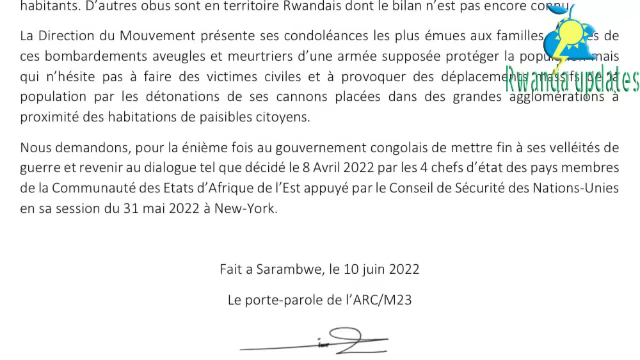 habitants. D'autres obus sont en territoire Rwandais dont le bilan n'est pas encore connu.
La Direction du Mouvement présente ses condoléances les plus émues aux familles de
ces bombardements aveugles et meurtriers d'une armée supposée protéger la population mais
qui n'hésite pas à faire des victimes civiles et à provoquer des déplacements massifs de la
population par les détonations de ses cannons placées dans des grandes agglomérations à
proximité des habitations de paisibles citoyens.
Rwanda updates
Nous demandons, pour la énième fois au gouvernement congolais de mettre fin à ses velléités de
guerre et revenir au dialogue tel que décidé le 8 Avril 2022 par les 4 chefs d'état des pays membres
de la Communauté des Etats d'Afrique de l'Est appuyé par le Conseil de Sécurité des Nations-Unies
en sa session du 31 mai 2022 à New-York.
Fait a Sarambwe, le 10 juin 2022
Le porte-parole de l'ARC/M23